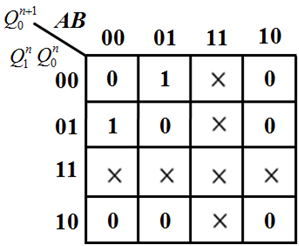 Q₀ⁿ⁺¹ AB
Q₁ⁿ Q₀ⁿ 00 01 11 10
00 0 1 × 0
01 1 0 × 0
11 × × × ×
10 0 0 × 0